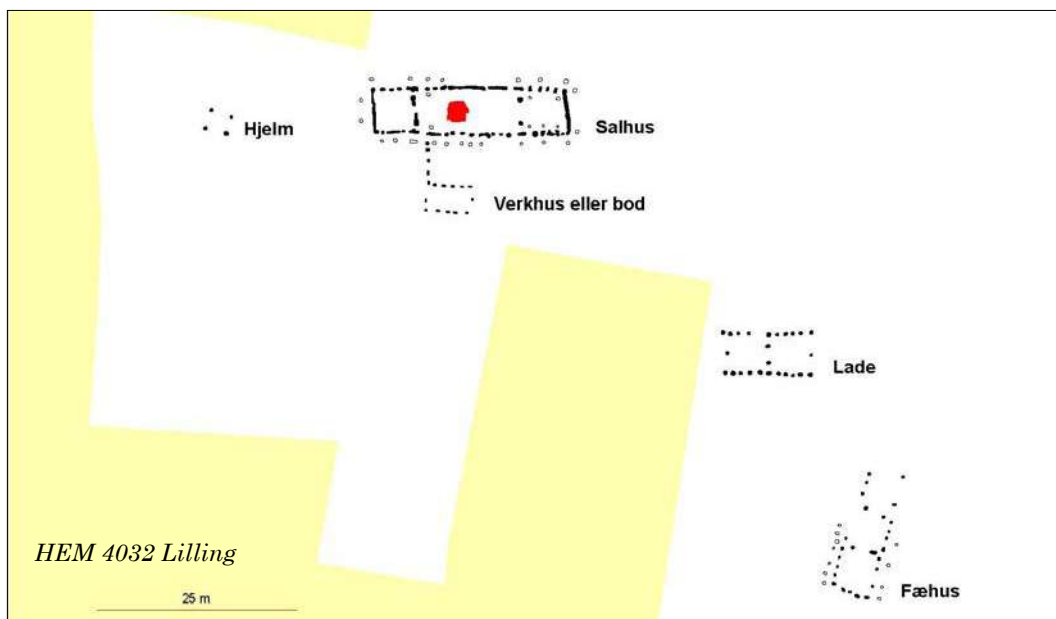 Hjelm
Salhus
Verkhus eller bod
Lade
HEM 4032 Lilling
25 m
Fæhus